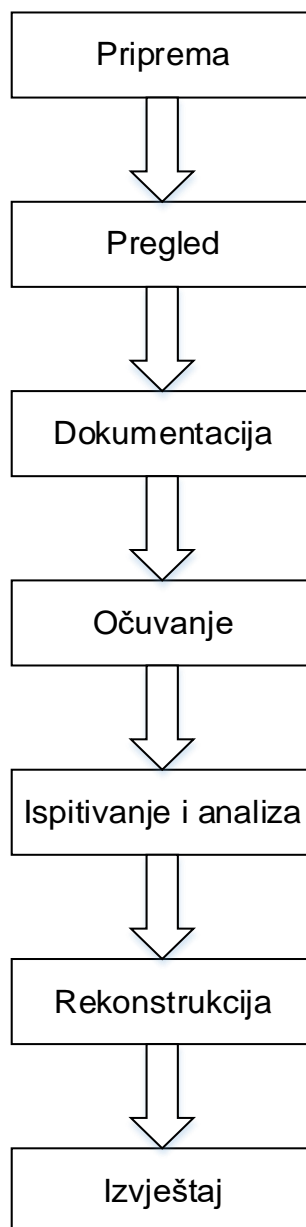 Priprema
Pregled
Dokumentacija
Očuvanje
Ispitivanje i analiza
Rekonstrukcija
Izvještaj